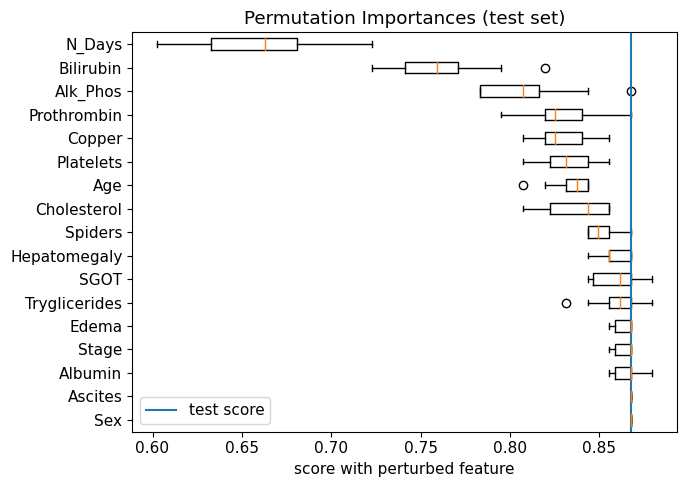 Permutation Importances (test set)
N_Days
Bilirubin
Alk_Phos
Prothrombin
Copper
Platelets
Age
Cholesterol
Spiders
Hepatomegaly
SGOT
Tryglicerides
Edema
Stage
Albumin
Ascites
Sex
test score
0.60 0.65 0.70 0.75 0.80 0.85
score with perturbed feature